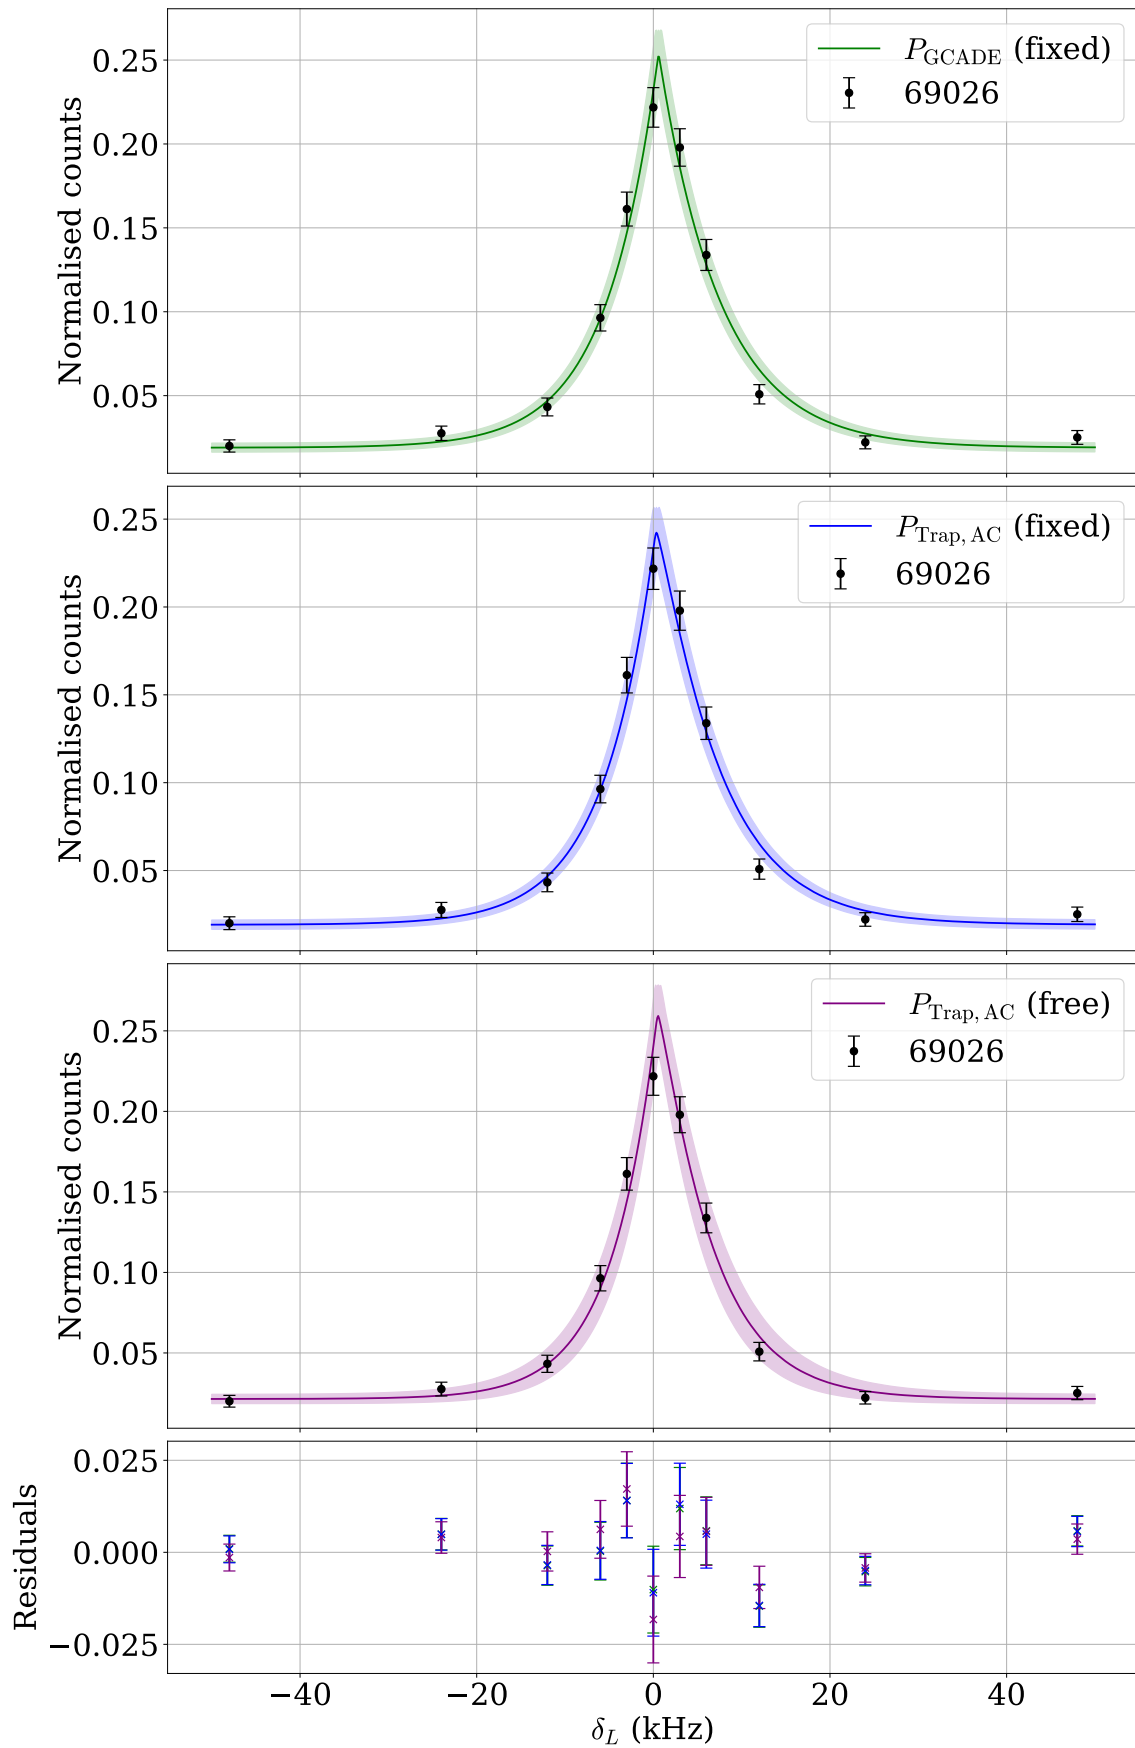 P_GCADE (fixed)
69026
0.25
0.20
0.15
0.10
0.05
Normalised counts
P_Trap, AC (fixed)
69026
0.25
0.20
0.15
0.10
0.05
Normalised counts
P_Trap, AC (free)
69026
0.25
0.20
0.15
0.10
0.05
Normalised counts
0.025
0.000
−0.025
Residuals
−40 −20 0 20 40
δ_L (kHz)